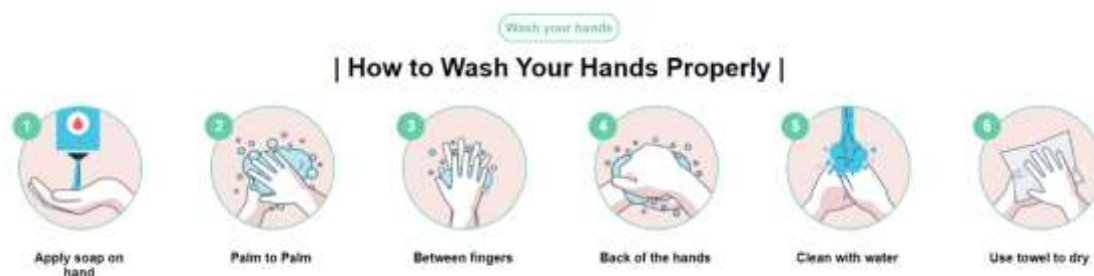 Wash your hands
| How to Wash Your Hands Properly |
1
2
3
4
5
6
Apply soap on
hand
Palm to Palm
Between fingers
Back of the hands
Clean with water
Use towel to dry